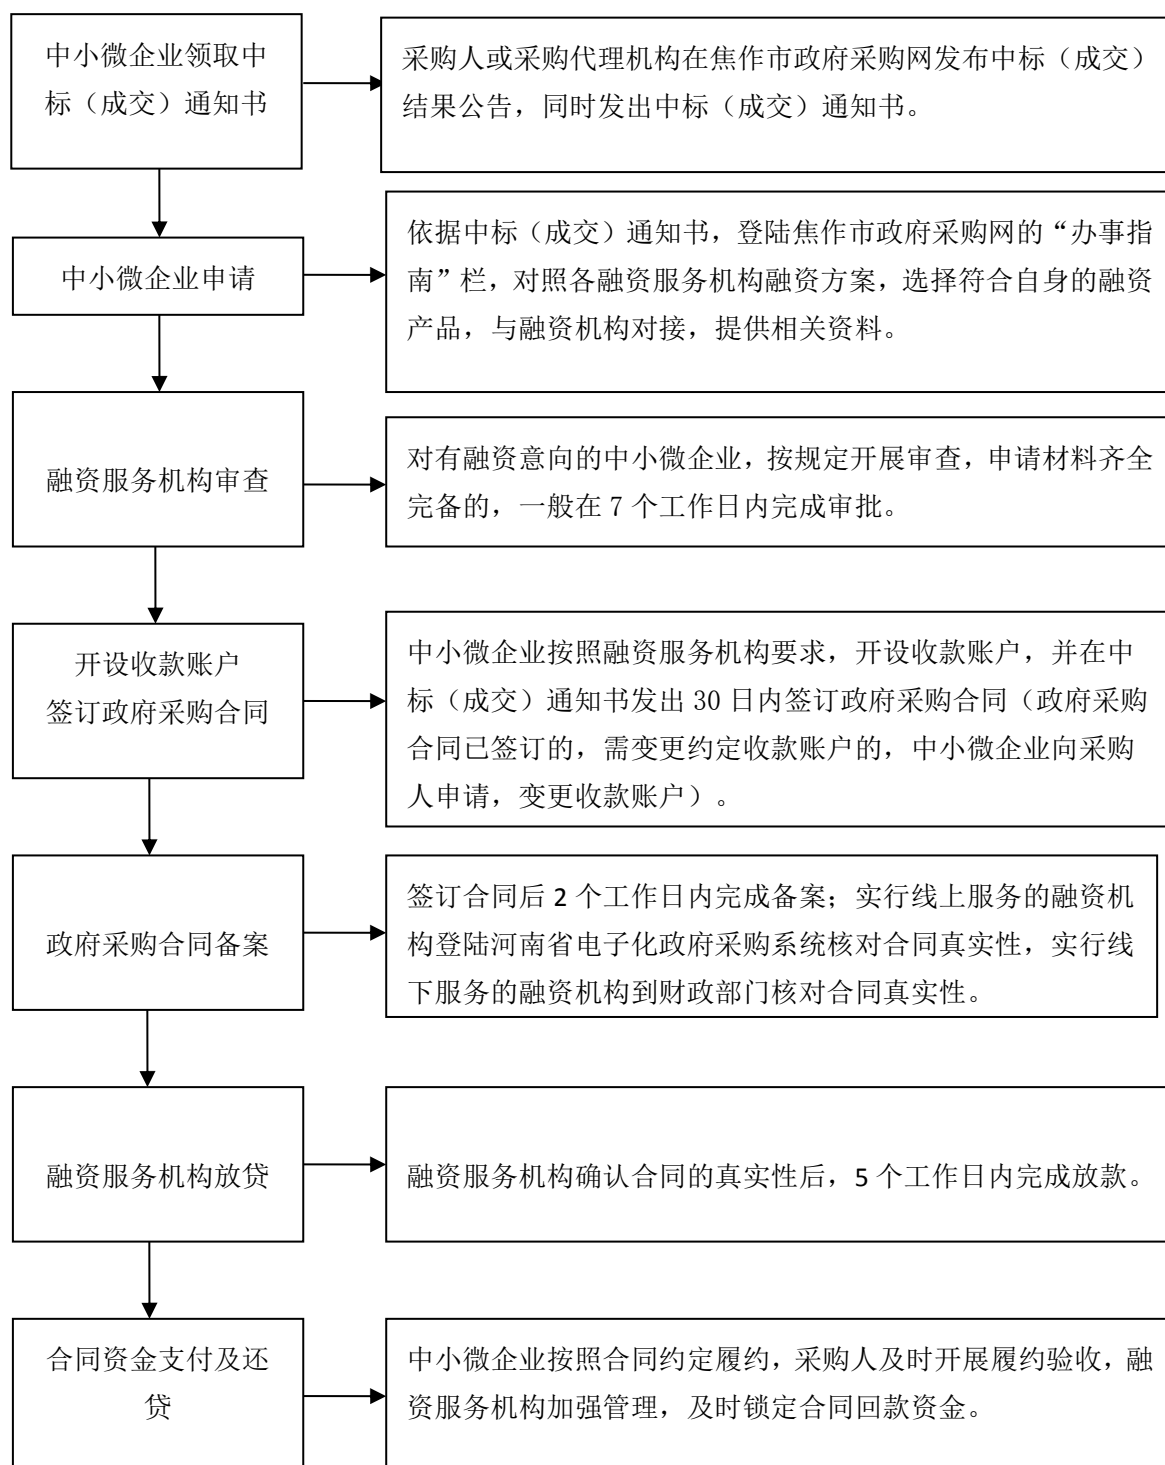 中小微企业领取中
标（成交）通知书
采购人或采购代理机构在焦作市政府采购网发布中标（成交）
结果公告，同时发出中标（成交）通知书。
中小微企业申请
依据中标（成交）通知书，登陆焦作市政府采购网的“办事指
南”栏，对照各融资服务机构融资方案，选择符合自身的融资
产品，与融资机构对接，提供相关资料。
融资服务机构审查
对有融资意向的中小微企业，按规定开展审查，申请材料齐全
完备的，一般在 7 个工作日内完成审批。
开设收款账户
签订政府采购合同
中小微企业按照融资服务机构要求，开设收款账户，并在中
标（成交）通知书发出 30 日内签订政府采购合同（政府采购
合同已签订的，需变更约定收款账户的，中小微企业向采购
人申请，变更收款账户）。
政府采购合同备案
签订合同后 2 个工作日内完成备案；实行线上服务的融资机
构登陆河南省电子化政府采购系统核对合同真实性，实行线
下服务的融资机构到财政部门核对合同真实性。
融资服务机构放贷
融资服务机构确认合同的真实性后，5 个工作日内完成放款。
合同资金支付及还
贷
中小微企业按照合同约定履约，采购人及时开展履约验收，融
资服务机构加强管理，及时锁定合同回款资金。